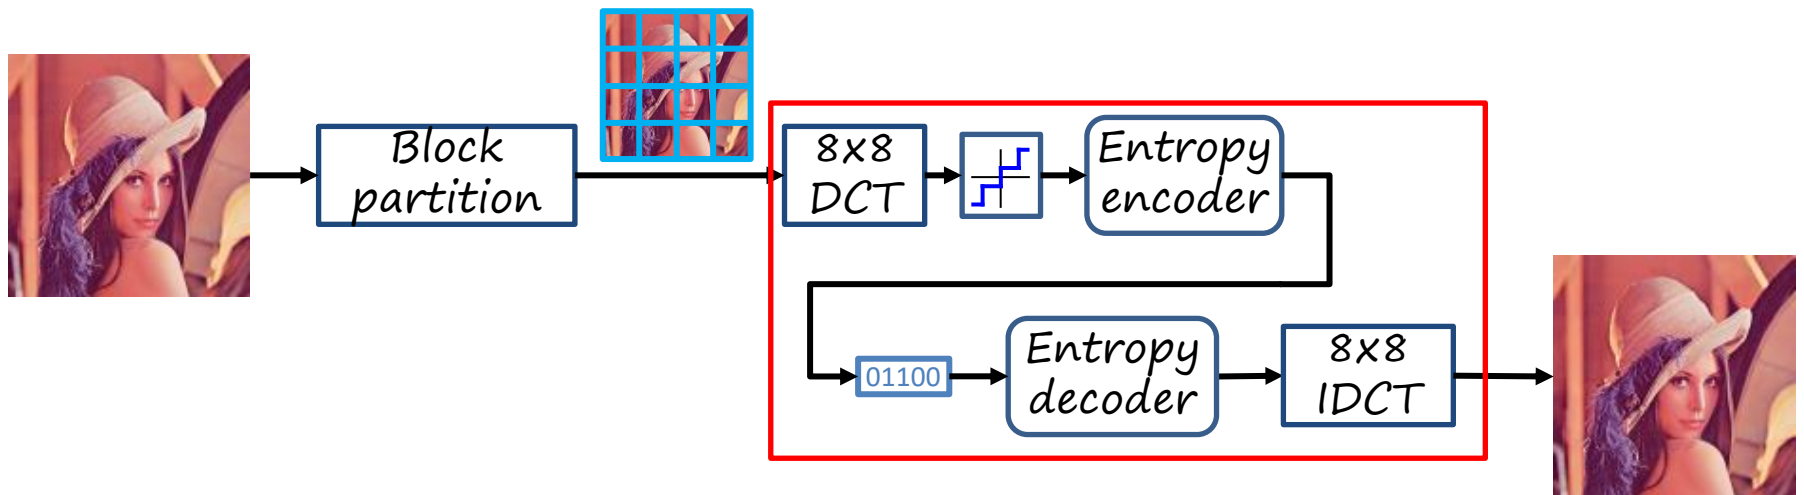 Block
partition
8x8
DCT
Entropy
encoder
01100
Entropy
decoder
8x8
IDCT